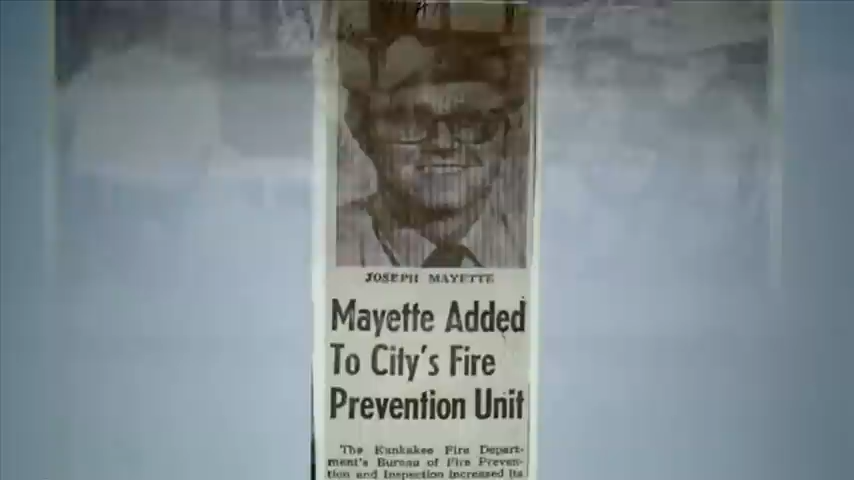 JOSEPH MAYETTE
Mayette Added
To City's Fire
Prevention Unit
The Kankakee Fire Depart-
ment's Bureau of Fire Preven-
tion and Inspection increased its